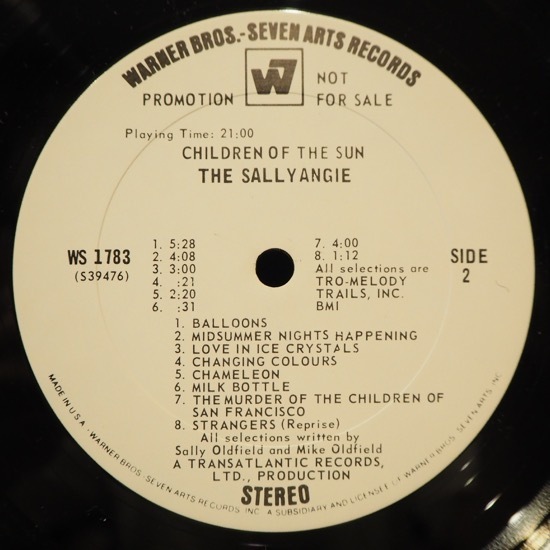 WARNER BROS.-SEVEN ARTS RECORDS
W7
PROMOTION NOT FOR SALE
Playing Time: 21:00
CHILDREN OF THE SUN
THE SALLYANGIE
WS 1783
(S39476)
SIDE
2
1. 5:28
2. 4:08
3. 3:00
4. :21
5. 2:20
6. :31
7. 4:00
8. 1:12
All selections are
TRO-MELODY
TRAILS, INC.
BMI
1. BALLOONS
2. MIDSUMMER NIGHTS HAPPENING
3. LOVE IN ICE CRYSTALS
4. CHANGING COLOURS
5. CHAMELEON
6. MILK BOTTLE
7. THE MURDER OF THE CHILDREN OF
SAN FRANCISCO
8. STRANGERS (Reprise)
All selections written by
Sally Oldfield and Mike Oldfield
A TRANSATLANTIC RECORDS,
LTD., PRODUCTION
STEREO
MADE IN U.S.A. - WARNER BROS.-SEVEN ARTS RECORDS, INC. A SUBSIDIARY AND LICENSEE OF WARNER BROS.-SEVEN ARTS, INC.